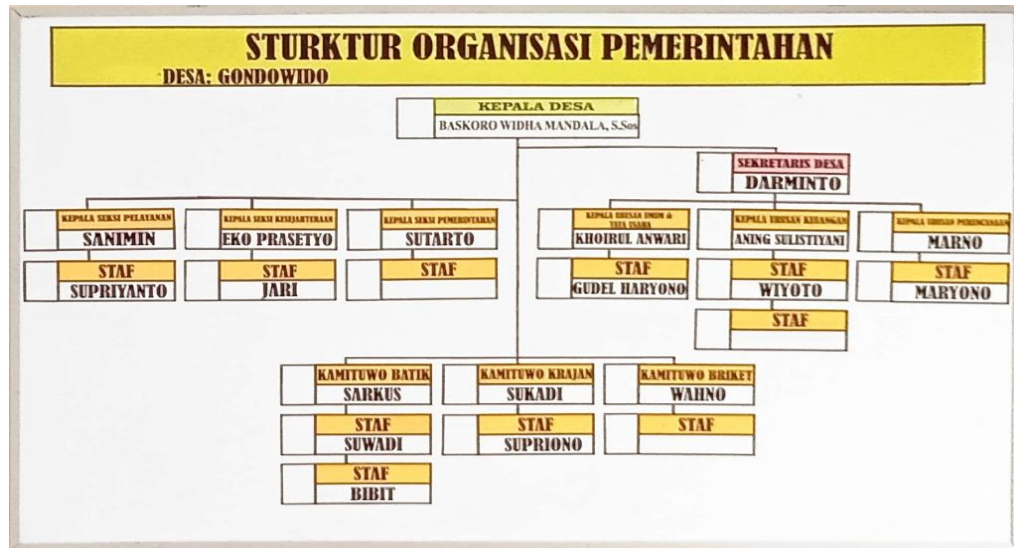 STURKTUR ORGANISASI PEMERINTAHAN
DESA: GONDOWIDO
KEPALA DESA
BASKORO WIDHA MANDALA, S.Sos
SEKRETARIS DESA
DARMINTO
KEPALA SEKSI PELAYANAN
SANIMIN
STAF
SUPRIYANTO
KEPALA SEKSI KESEJAHTERAAN
EKO PRASETYO
STAF
JARI
KEPALA SEKSI PEMERINTAHAN
SUTARTO
STAF
KEPALA URUSAN UMUM &
TATA USAHA
KHOIRUL ANWARI
STAF
GUDEL HARYONO
KEPALA URUSAN KEUANGAN
ANING SULISTIYANI
STAF
WIYOTO
STAF
KEPALA URUSAN PERENCANAAN
MARNO
STAF
MARYONO
KAMITUWO BATIK
SARKUS
STAF
SUWADI
STAF
BIBIT
KAMITUWO KRAJAN
SUKADI
STAF
SUPRIONO
KAMITUWO BRIKET
WAHNO
STAF